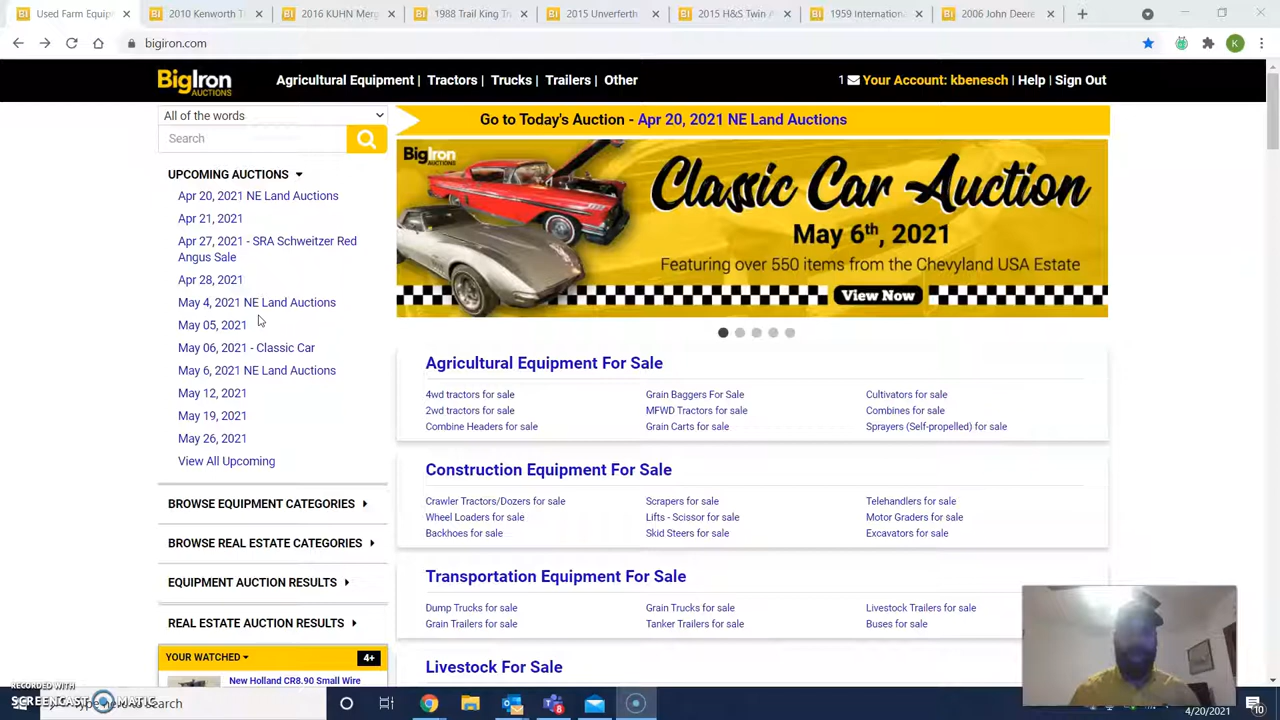 Used Farm Equip
2010 Kenworth T
2016 KUHN Merg
1988 Trail King Tr
2015 Unverferth
2015 H&S Twin A
1959 Internationa
2006 John Deere
bigiron.com
K
BigIron
AUCTIONS
Agricultural Equipment | Tractors | Trucks | Trailers | Other
1 Your Account: kbenesch | Help | Sign Out
All of the words
Search
Go to Today's Auction - Apr 20, 2021 NE Land Auctions
UPCOMING AUCTIONS
Apr 20, 2021 NE Land Auctions
Apr 21, 2021
Apr 27, 2021 - SRA Schweitzer Red
Angus Sale
Apr 28, 2021
May 4, 2021 NE Land Auctions
May 05, 2021
May 06, 2021 - Classic Car
May 6, 2021 NE Land Auctions
May 12, 2021
May 19, 2021
May 26, 2021
View All Upcoming
BROWSE EQUIPMENT CATEGORIES
BROWSE REAL ESTATE CATEGORIES
EQUIPMENT AUCTION RESULTS
REAL ESTATE AUCTION RESULTS
YOUR WATCHED
4+
New Holland CR8.90 Small Wire
BigIron
AUCTIONS
Classic Car Auction
May 6th, 2021
Featuring over 550 items from the Chevyland USA Estate
View Now
Agricultural Equipment For Sale
4wd tractors for sale Grain Baggers For Sale Cultivators for sale
2wd tractors for sale MFWD Tractors for sale Combines for sale
Combine Headers for sale Grain Carts for sale Sprayers (Self-propelled) for sale
Construction Equipment For Sale
Crawler Tractors/Dozers for sale Scrapers for sale Telehandlers for sale
Wheel Loaders for sale Lifts - Scissor for sale Motor Graders for sale
Backhoes for sale Skid Steers for sale Excavators for sale
Transportation Equipment For Sale
Dump Trucks for sale Grain Trucks for sale Livestock Trailers for sale
Grain Trailers for sale Tanker Trailers for sale Buses for sale
Livestock For Sale
RECORDED WITH
SCREENCAST MATIC
here to search
4/20/2021
10